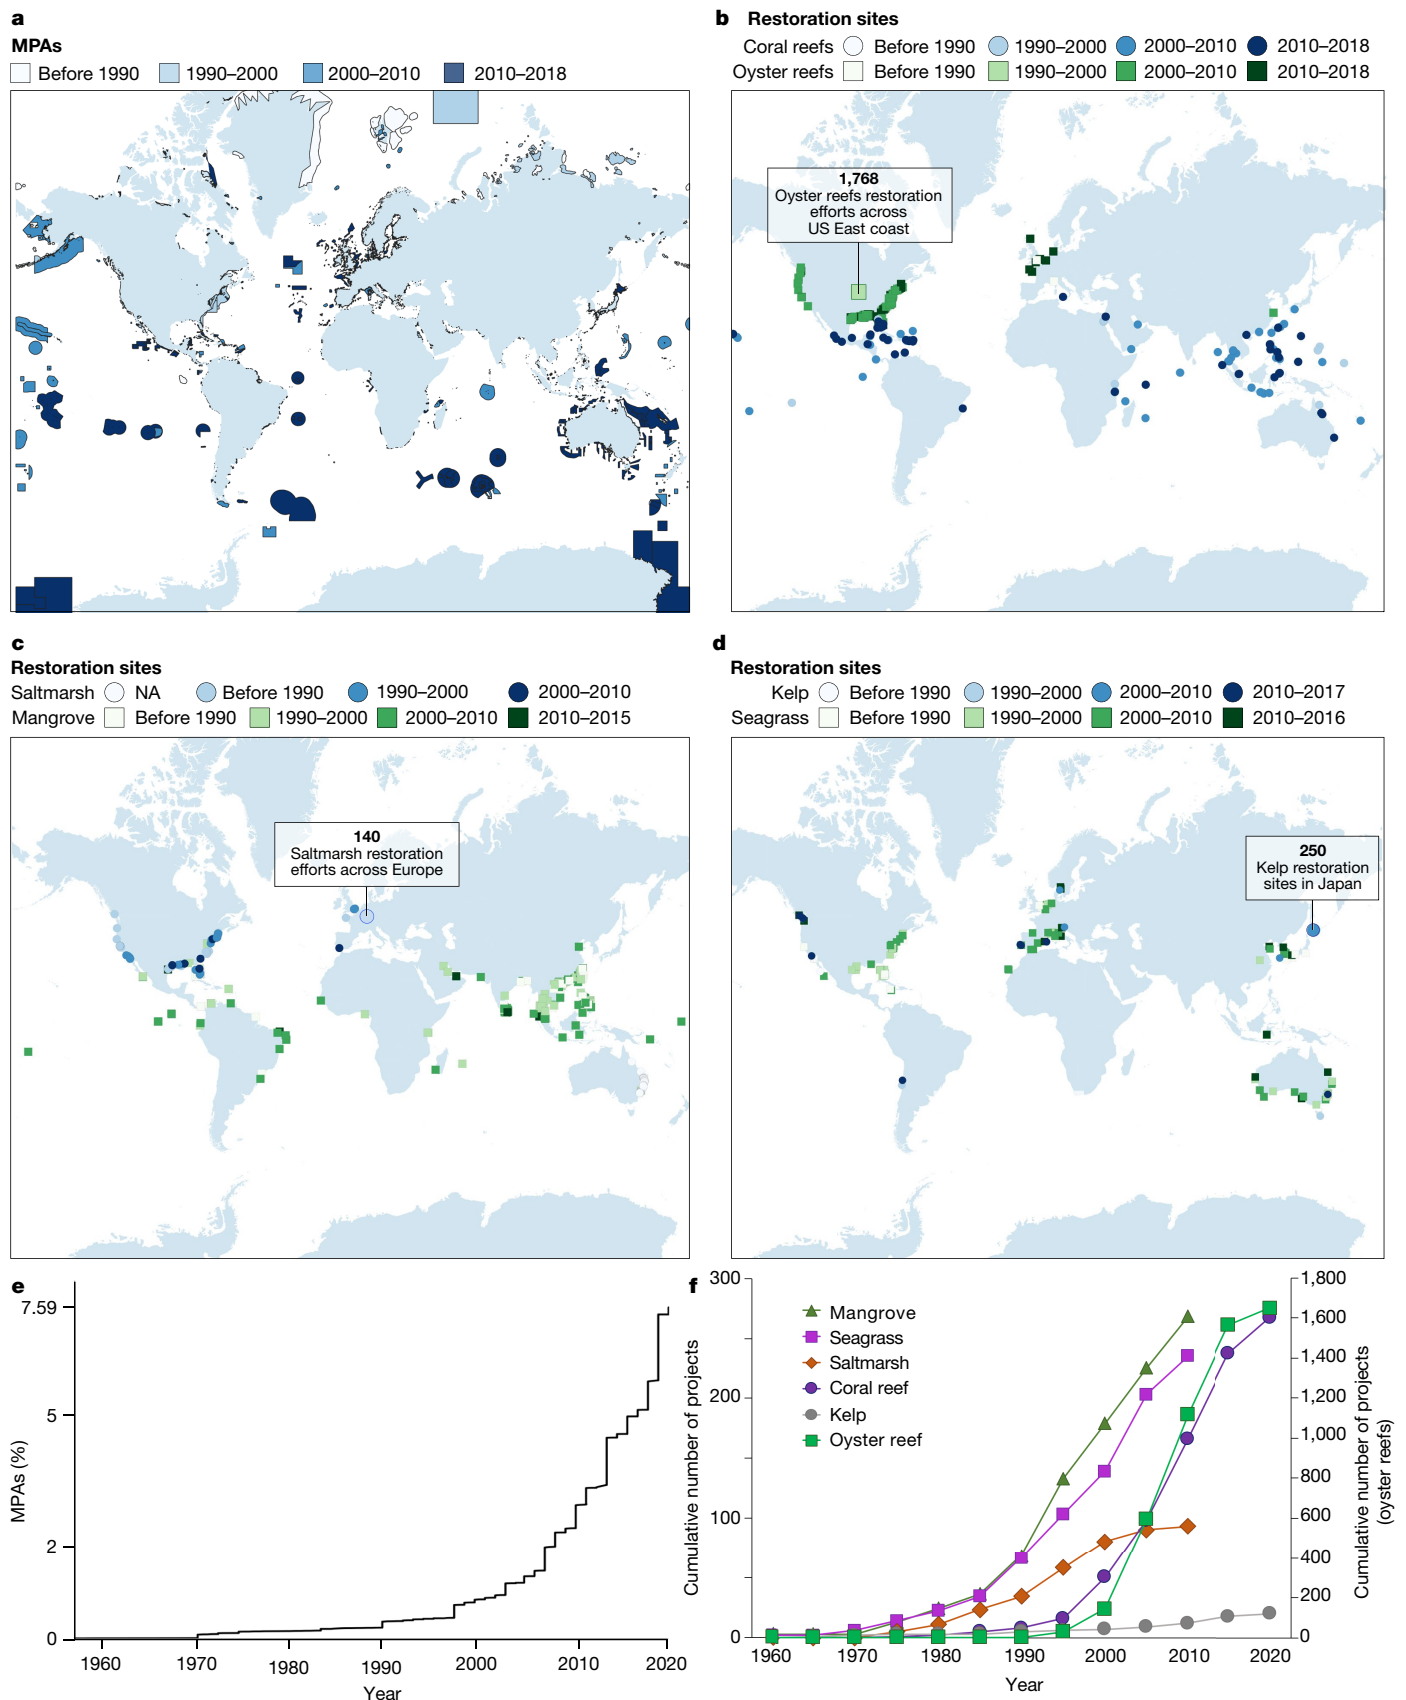 a
MPAs
Before 1990 1990–2000 2000–2010 2010–2018
b Restoration sites
Coral reefs Before 1990 1990–2000 2000–2010 2010–2018
Oyster reefs Before 1990 1990–2000 2000–2010 2010–2018
1,768
Oyster reefs restoration
efforts across
US East coast
c
Restoration sites
Saltmarsh NA Before 1990 1990–2000 2000–2010
Mangrove Before 1990 1990–2000 2000–2010 2010–2015
140
Saltmarsh restoration
efforts across Europe
d
Restoration sites
Kelp Before 1990 1990–2000 2000–2010 2010–2017
Seagrass Before 1990 1990–2000 2000–2010 2010–2016
250
Kelp restoration
sites in Japan
e
7.59
5
2
0
MPAs (%)
1960 1970 1980 1990 2000 2010 2020
Year
f
300
200
100
0
Cumulative number of projects
Mangrove
Seagrass
Saltmarsh
Coral reef
Kelp
Oyster reef
1,800
1,600
1,400
1,200
1,000
800
600
400
200
0
Cumulative number of projects
(oyster reefs)
1960 1970 1980 1990 2000 2010 2020
Year